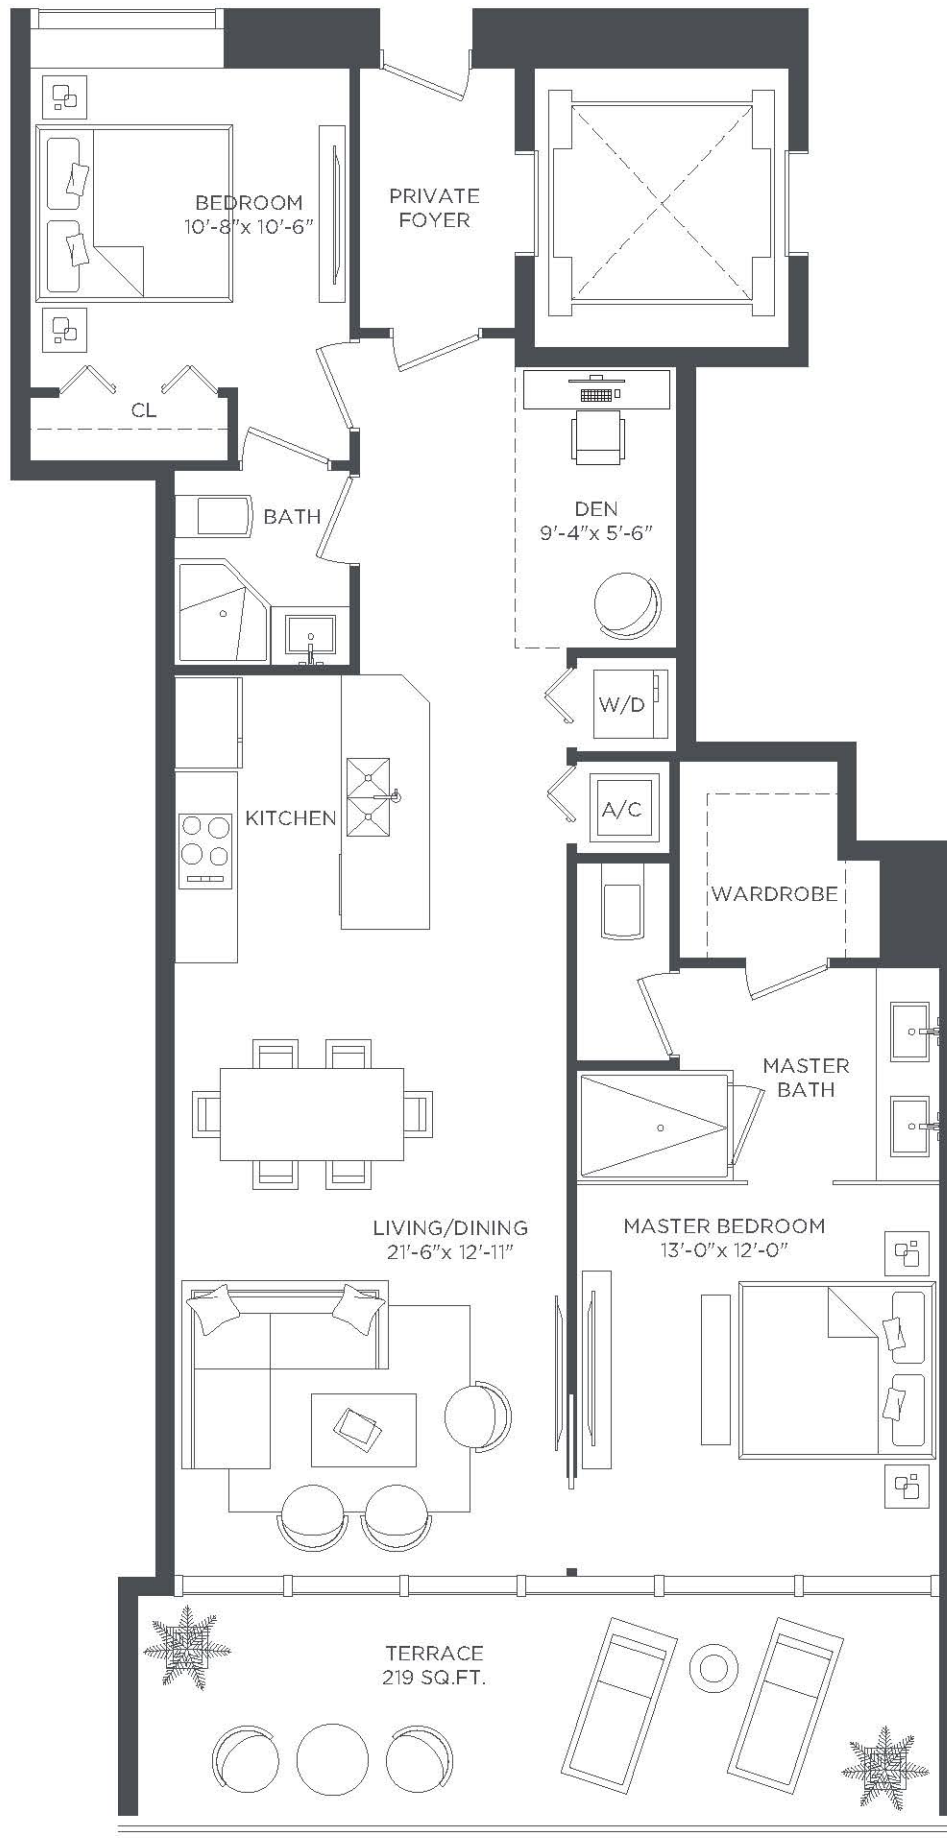 BEDROOM
10'-8"x 10'-6"
PRIVATE
FOYER
CL
BATH
DEN
9'-4"x 5'-6"
W/D
KITCHEN
A/C
WARDROBE
MASTER
BATH
LIVING/DINING
21'-6"x 12'-11"
MASTER BEDROOM
13'-0"x 12'-0"
TERRACE
219 SQ.FT.